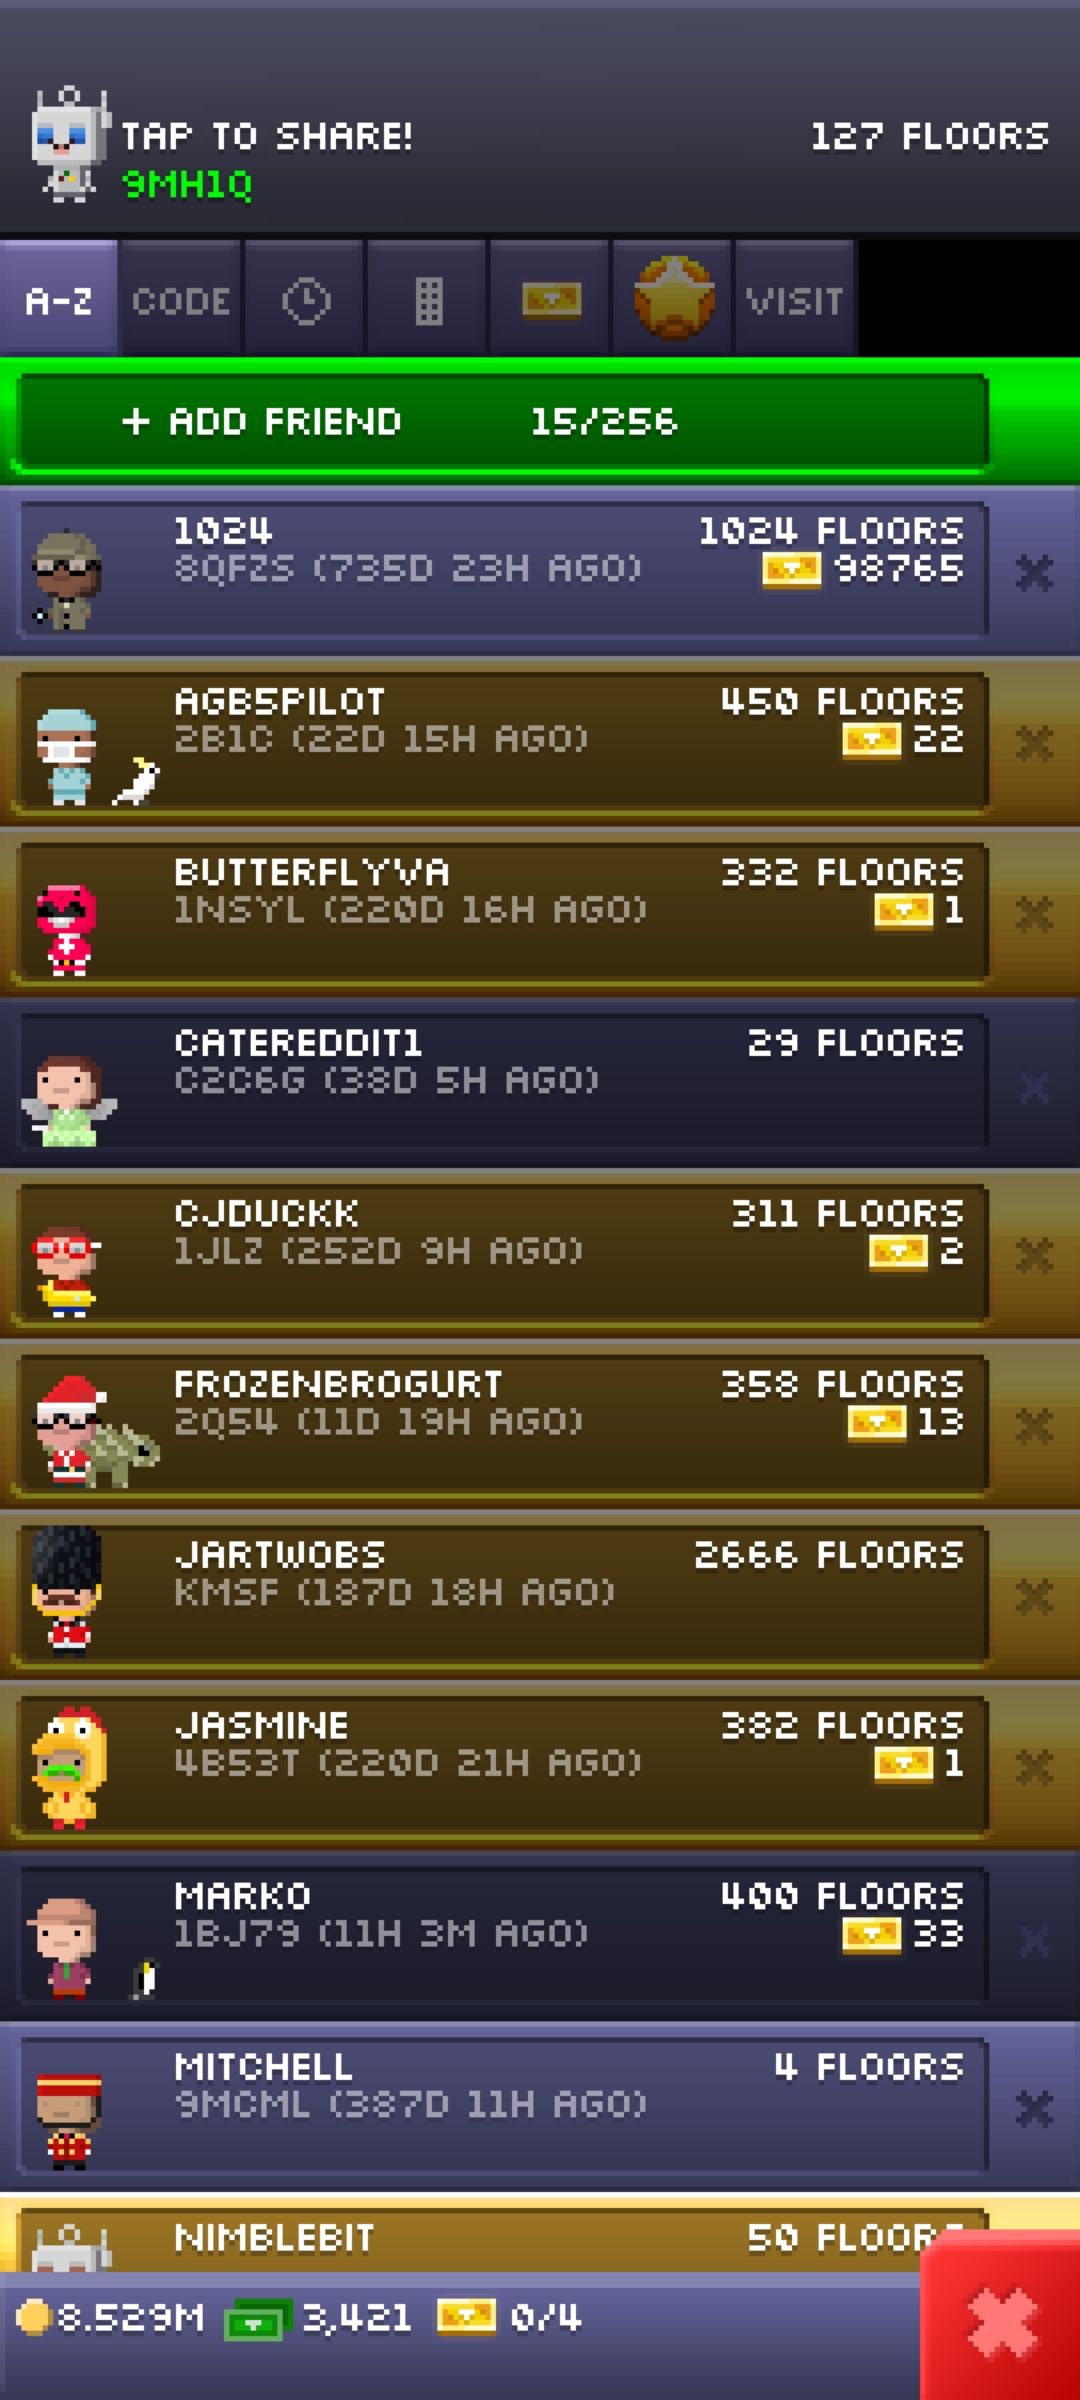 TAP TO SHARE!
127 FLOORS
9MH1Q
A-Z CODE VISIT
+ ADD FRIEND 15/256
1024 1024 FLOORS
8QFZS (735D 23H AGO) 98765
AGB5PILOT 450 FLOORS
2B1C (22D 15H AGO) 22
BUTTERFLYVA 332 FLOORS
1NSYL (220D 16H AGO) 1
CATEREDDIT1 29 FLOORS
C2C6G (38D 5H AGO)
CJDUCKK 311 FLOORS
1JLZ (252D 9H AGO) 2
FROZENBROGURT 358 FLOORS
2Q54 (11D 19H AGO) 13
JARTWOBS 2666 FLOORS
KMSF (187D 18H AGO)
JASMINE 382 FLOORS
4B53T (220D 21H AGO) 1
MARKO 400 FLOORS
1BJ79 (11H 3M AGO) 33
MITCHELL 4 FLOORS
9MCML (387D 11H AGO)
NIMBLEBIT 50 FLOORS
8.529M 3,421 0/4